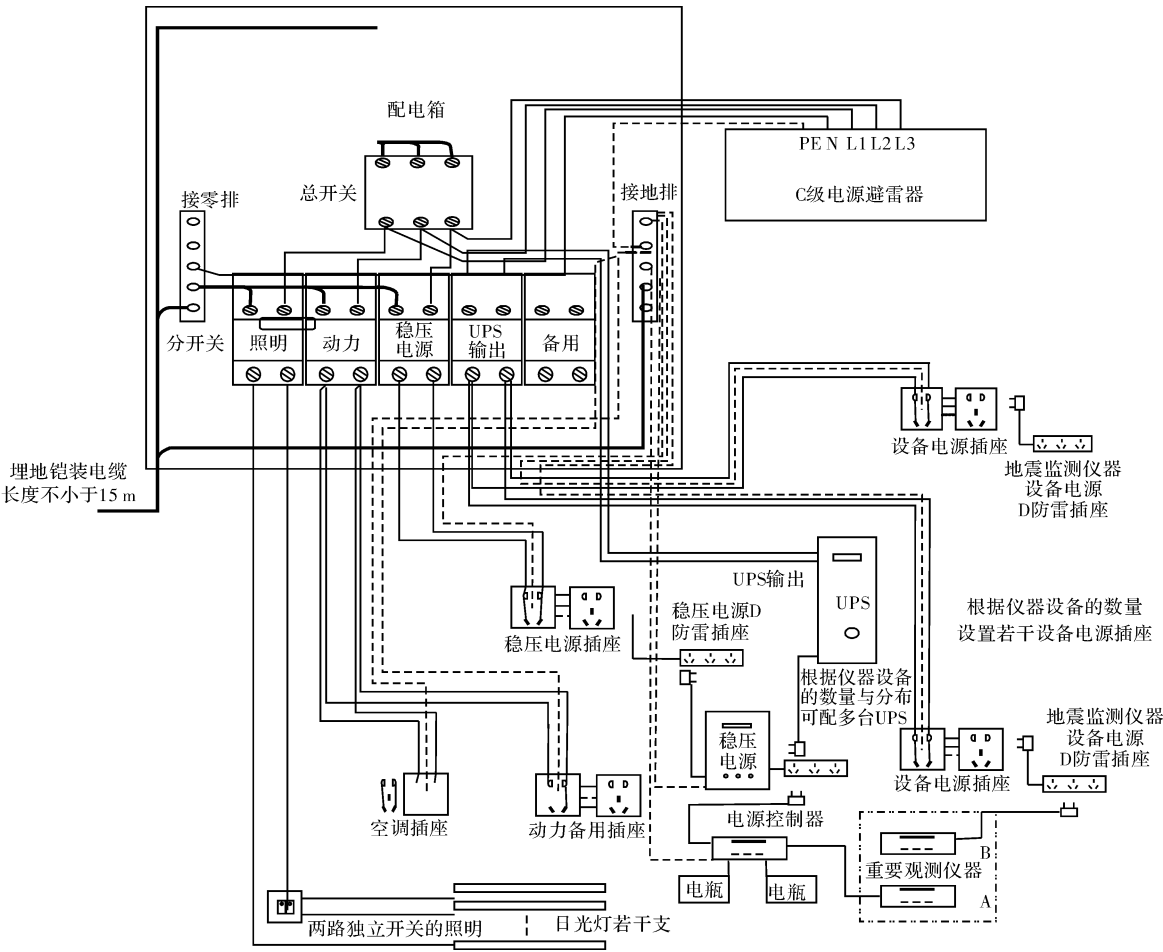 配电箱
PE N L1 L2 L3
C级电源避雷器
总开关
接零排
接地排
分开关
照明
动力
稳压
电源
UPS
输出
备用
设备电源插座
地震监测仪器
设备电源
D防雷插座
埋地铠装电缆
长度不小于15 m
UPS输出
UPS
根据仪器设备的数量
设置若干设备电源插座
稳压电源插座
稳压电源D
防雷插座
根据仪器设备
的数量与分布
可配多台UPS
稳压
电源
地震监测仪器
设备电源
D防雷插座
设备电源插座
空调插座
动力备用插座
电源控制器
电瓶
电瓶
B
重要观测仪器
A
两路独立开关的照明
日光灯若干支